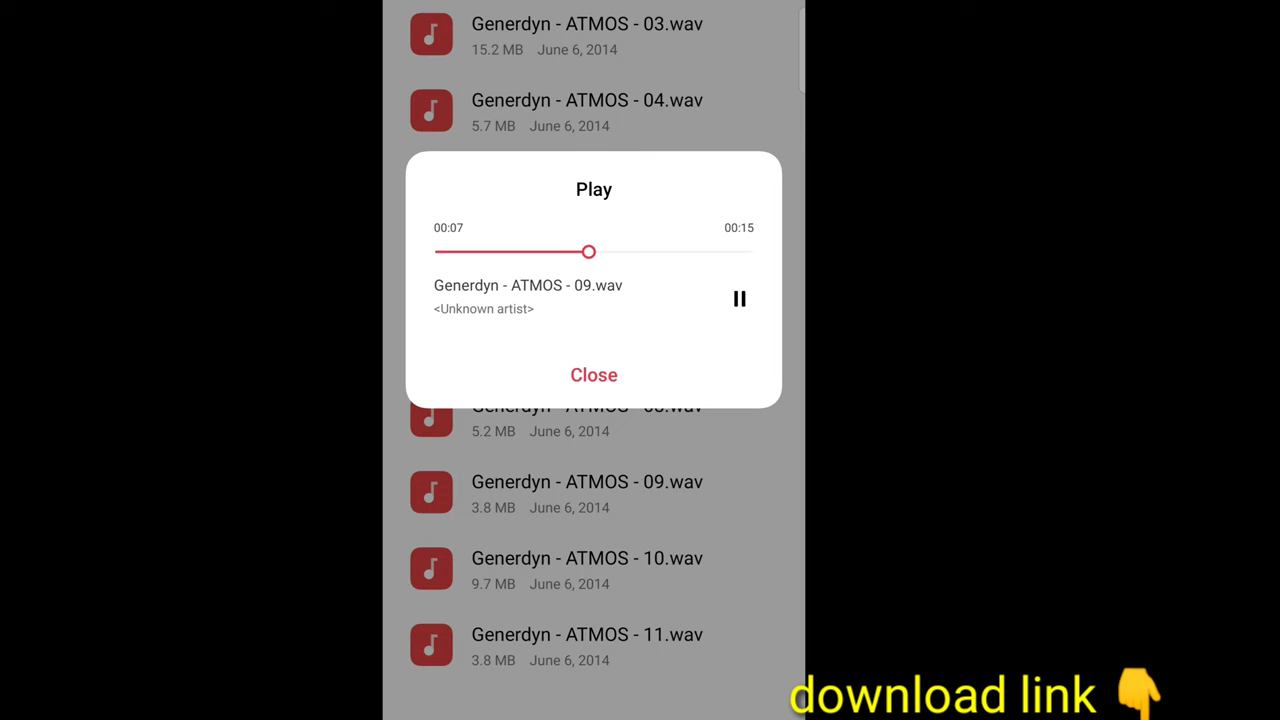 Generdyn - ATMOS - 03.wav
15.2 MB June 6, 2014
Generdyn - ATMOS - 04.wav
5.7 MB June 6, 2014
Play
00:07 00:15
Generdyn - ATMOS - 09.wav
<Unknown artist>
Close
5.2 MB June 6, 2014
Generdyn - ATMOS - 09.wav
3.8 MB June 6, 2014
Generdyn - ATMOS - 10.wav
9.7 MB June 6, 2014
Generdyn - ATMOS - 11.wav
3.8 MB June 6, 2014
download link 👇